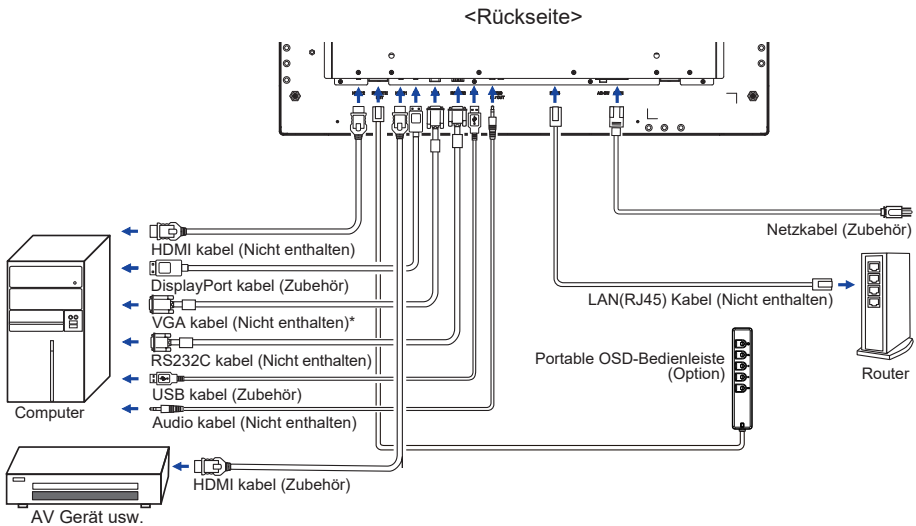 <Rückseite>
HDMI kabel (Nicht enthalten)
DisplayPort kabel (Zubehör)
VGA kabel (Nicht enthalten)*
RS232C kabel (Nicht enthalten)
USB kabel (Zubehör)
Audio kabel (Nicht enthalten)
Computer
HDMI kabel (Zubehör)
AV Gerät usw.
Netzkabel (Zubehör)
LAN(RJ45) Kabel (Nicht enthalten)
Portable OSD-Bedienleiste
(Option)
Router